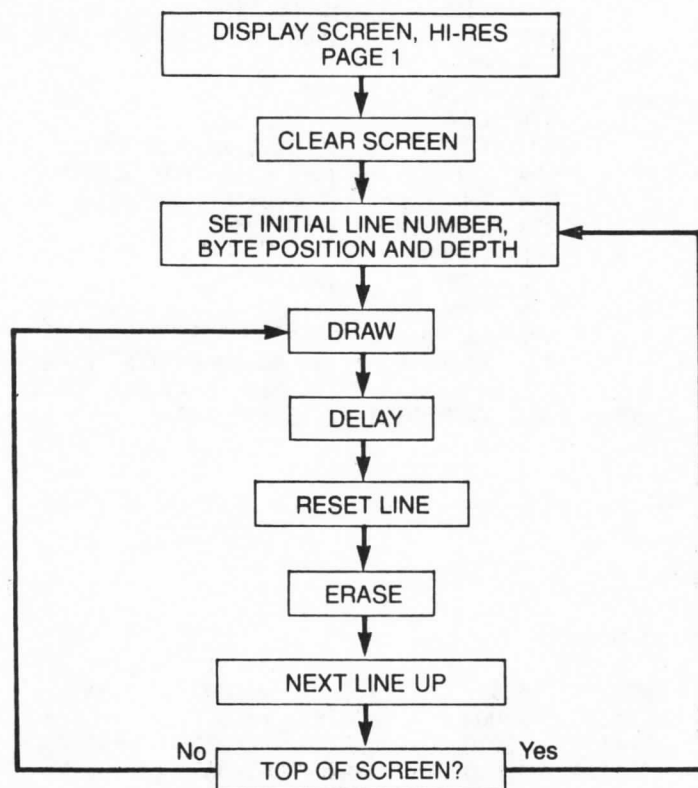 DISPLAY SCREEN, HI-RES
PAGE 1
CLEAR SCREEN
SET INITIAL LINE NUMBER,
BYTE POSITION AND DEPTH
DRAW
DELAY
RESET LINE
ERASE
NEXT LINE UP
No
TOP OF SCREEN?
Yes